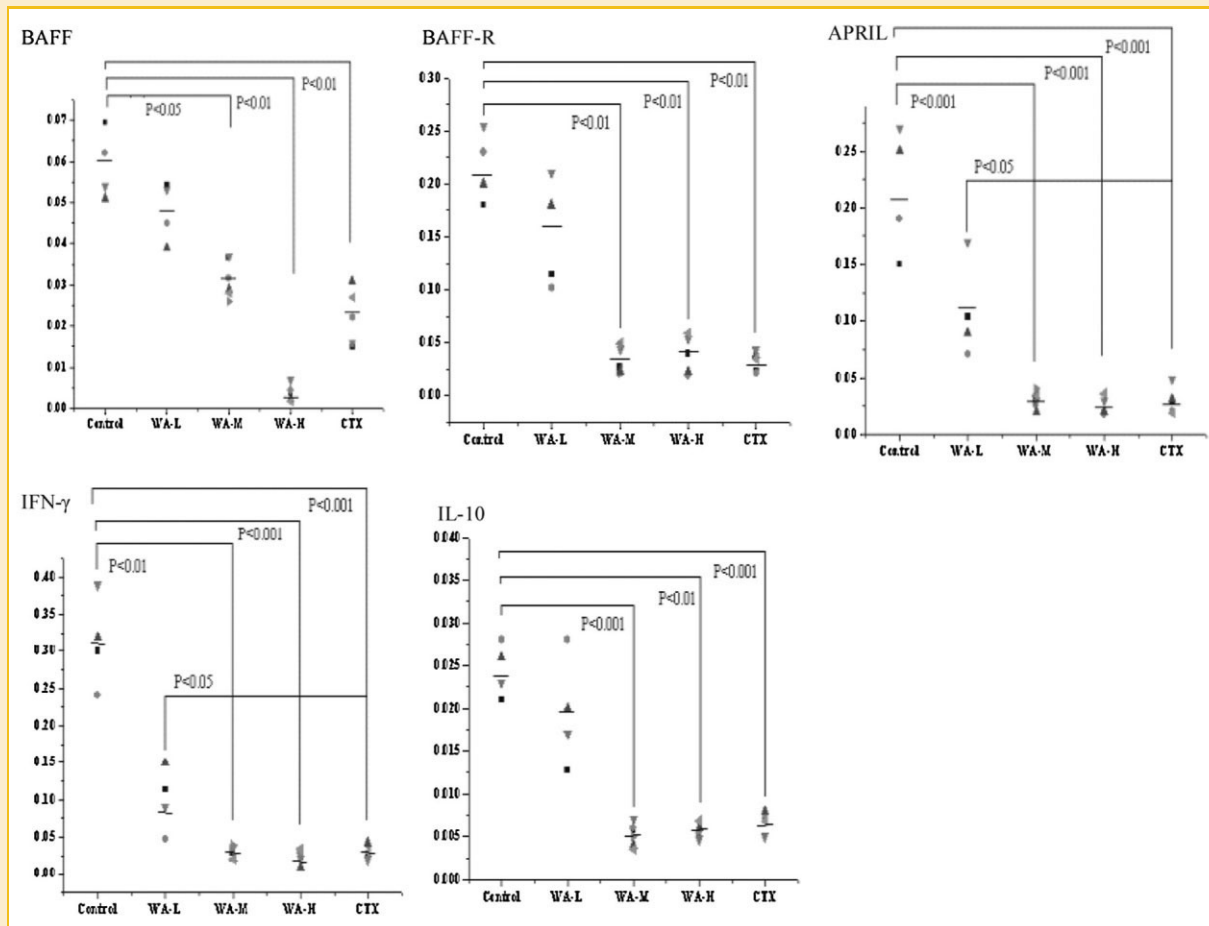 BAFF
P<0.01
P<0.05
P<0.01
0.07
0.06
0.05
0.04
0.03
0.02
0.01
0.00
Control WA-L WA-M WA-H CTX
BAFF-R
P<0.01
P<0.01
P<0.01
0.30
0.25
0.20
0.15
0.10
0.05
0.00
Control WA-L WA-M WA-H CTX
APRIL
P<0.001
P<0.001
P<0.001
P<0.05
0.25
0.20
0.15
0.10
0.05
0.00
Control WA-L WA-M WA-H CTX
IFN-γ
P<0.001
P<0.001
P<0.01
P<0.05
0.40
0.35
0.30
0.25
0.20
0.15
0.10
0.05
0.00
Control WA-L WA-M WA-H CTX
IL-10
P<0.001
P<0.01
P<0.001
0.040
0.035
0.030
0.025
0.020
0.015
0.010
0.005
0.000
Control WA-L WA-M WA-H CTX